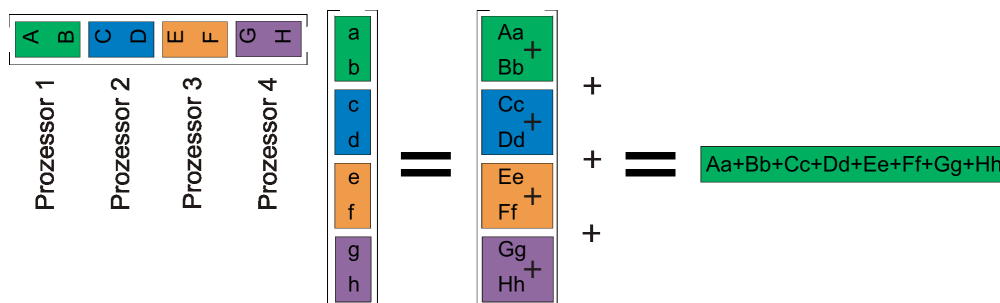 A B C D E F G H
Prozessor 1
Prozessor 2
Prozessor 3
Prozessor 4
a
b
c
d
e
f
g
h
=
Aa
+
Bb
Cc
+
Dd
Ee
+
Ff
Gg
+
Hh
+
+
+
=
Aa+Bb+Cc+Dd+Ee+Ff+Gg+Hh